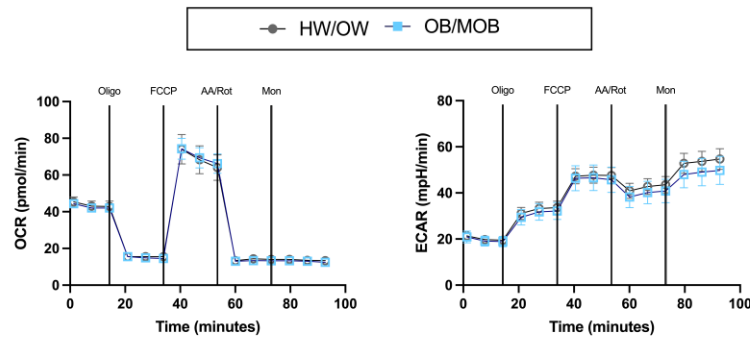 HW/OW OB/MOB
Oligo FCCP AA/Rot Mon
100
80
60
40
20
0
OCR (pmol/min)
0 20 40 60 80 100
Time (minutes)
Oligo FCCP AA/Rot Mon
80
60
40
20
0
ECAR (mpH/min)
0 20 40 60 80 100
Time (minutes)